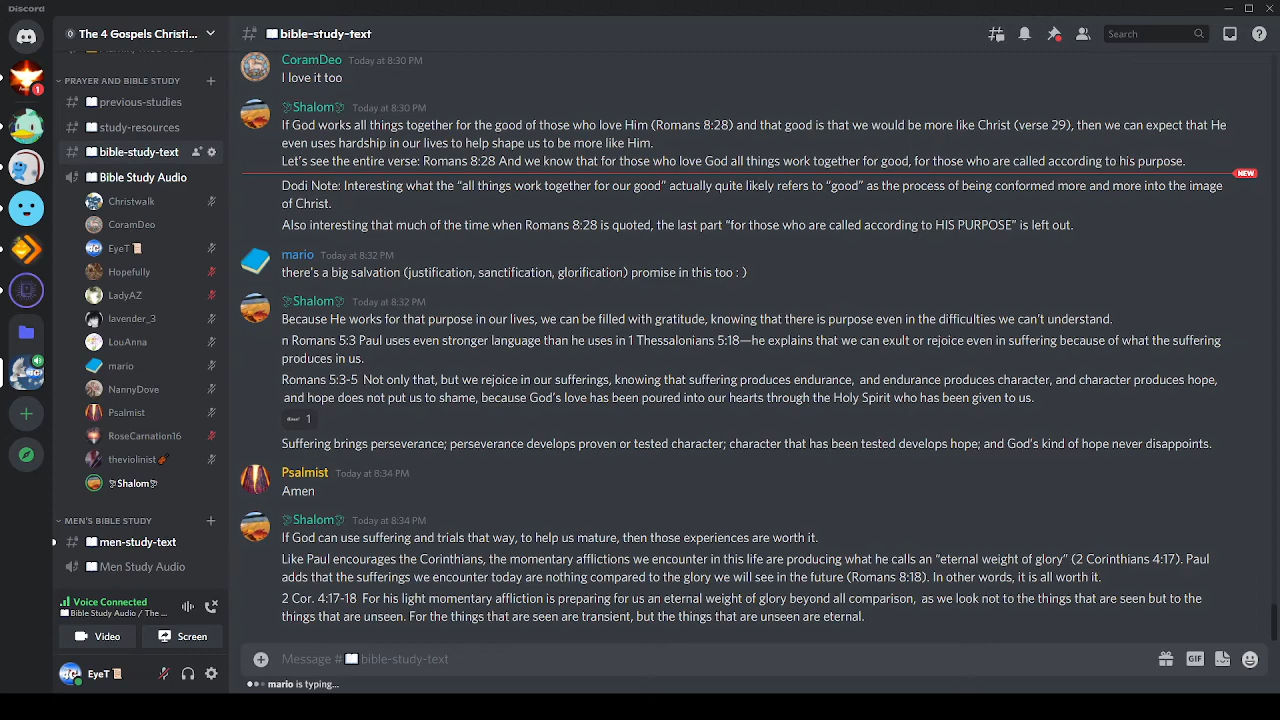 Discord
The 4 Gospels Christi...
bible-study-text
Search
PRAYER AND BIBLE STUDY
previous-studies
study-resources
bible-study-text
Bible Study Audio
Christwalk
CoramDeo
EyeT
Hopefully
LadyAZ
lavender_3
LouAnna
mario
NannyDove
Psalmist
RoseCarnation16
theviolinist
Shalom
MEN'S BIBLE STUDY
men-study-text
Men Study Audio
Voice Connected
Bible Study Audio / The ...
Video
Screen
EyeT
1
CoramDeo Today at 8:30 PM
I love it too
Shalom Today at 8:30 PM
If God works all things together for the good of those who love Him (Romans 8:28) and that good is that we would be more like Christ (verse 29), then we can expect that He
even uses hardship in our lives to help shape us to be more like Him.
Let's see the entire verse: Romans 8:28 And we know that for those who love God all things work together for good, for those who are called according to his purpose.
NEW
Dodi Note: Interesting what the “all things work together for our good” actually quite likely refers to “good” as the process of being conformed more and more into the image
of Christ.
Also interesting that much of the time when Romans 8:28 is quoted, the last part “for those who are called according to HIS PURPOSE” is left out.
mario Today at 8:32 PM
there's a big salvation (justification, sanctification, glorification) promise in this too : )
Shalom Today at 8:32 PM
Because He works for that purpose in our lives, we can be filled with gratitude, knowing that there is purpose even in the difficulties we can't understand.
n Romans 5:3 Paul uses even stronger language than he uses in 1 Thessalonians 5:18—he explains that we can exult or rejoice even in suffering because of what the suffering
produces in us.
Romans 5:3-5 Not only that, but we rejoice in our sufferings, knowing that suffering produces endurance, and endurance produces character, and character produces hope,
and hope does not put us to shame, because God's love has been poured into our hearts through the Holy Spirit who has been given to us.
1
Suffering brings perseverance; perseverance develops proven or tested character; character that has been tested develops hope; and God's kind of hope never disappoints.
Psalmist Today at 8:34 PM
Amen
Shalom Today at 8:34 PM
If God can use suffering and trials that way, to help us mature, then those experiences are worth it.
Like Paul encourages the Corinthians, the momentary afflictions we encounter in this life are producing what he calls an “eternal weight of glory” (2 Corinthians 4:17). Paul
adds that the sufferings we encounter today are nothing compared to the glory we will see in the future (Romans 8:18). In other words, it is all worth it.
2 Cor. 4:17-18 For his light momentary affliction is preparing for us an eternal weight of glory beyond all comparison, as we look not to the things that are seen but to the
things that are unseen. For the things that are seen are transient, but the things that are unseen are eternal.
Message # bible-study-text
GIF
mario is typing...